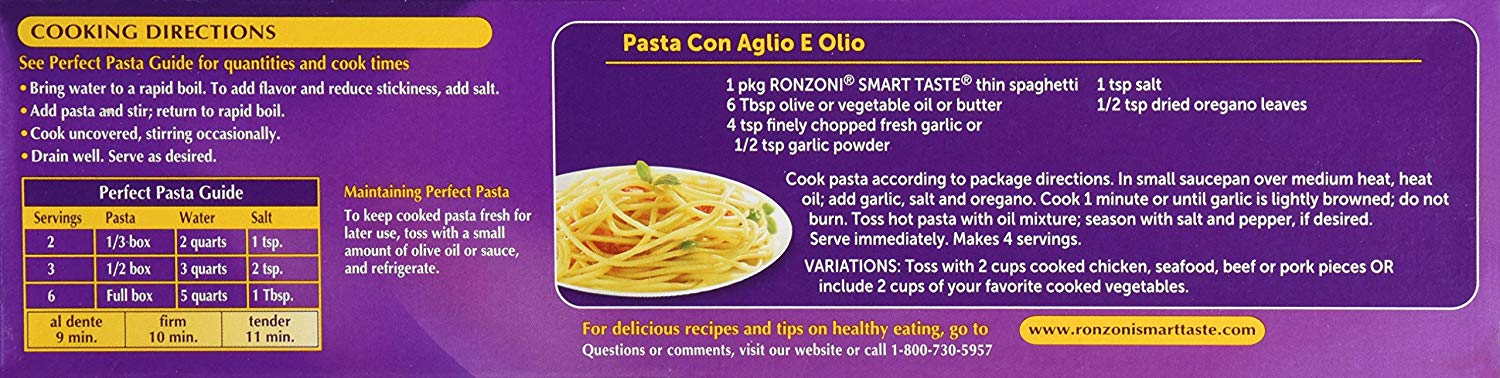 COOKING DIRECTIONS
See Perfect Pasta Guide for quantities and cook times
• Bring water to a rapid boil. To add flavor and reduce stickiness, add salt.
• Add pasta and stir; return to rapid boil.
• Cook uncovered, stirring occasionally.
• Drain well. Serve as desired.
Perfect Pasta Guide
Servings Pasta Water Salt
2 1/3 box 2 quarts 1 tsp.
3 1/2 box 3 quarts 2 tsp.
6 Full box 5 quarts 1 Tbsp.
al dente firm tender
9 min. 10 min. 11 min.
Maintaining Perfect Pasta
To keep cooked pasta fresh for
later use, toss with a small
amount of olive oil or sauce,
and refrigerate.
Pasta Con Aglio E Olio
1 pkg RONZONI® SMART TASTE® thin spaghetti
6 Tbsp olive or vegetable oil or butter
4 tsp finely chopped fresh garlic or
1/2 tsp garlic powder
1 tsp salt
1/2 tsp dried oregano leaves
Cook pasta according to package directions. In small saucepan over medium heat, heat
oil; add garlic, salt and oregano. Cook 1 minute or until garlic is lightly browned; do not
burn. Toss hot pasta with oil mixture; season with salt and pepper, if desired.
Serve immediately. Makes 4 servings.
VARIATIONS: Toss with 2 cups cooked chicken, seafood, beef or pork pieces OR
include 2 cups of your favorite cooked vegetables.
For delicious recipes and tips on healthy eating, go to
www.ronzonismarttaste.com
Questions or comments, visit our website or call 1-800-730-5957